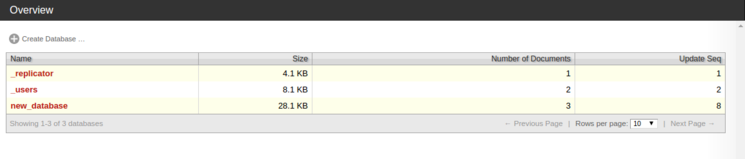 Overview
Create Database ...
Name Size Number of Documents Update Seq
_replicator 4.1 KB 1 1
_users 8.1 KB 2 2
new_database 28.1 KB 3 8
Showing 1-3 of 3 databases ← Previous Page | Rows per page: 10 | Next Page →